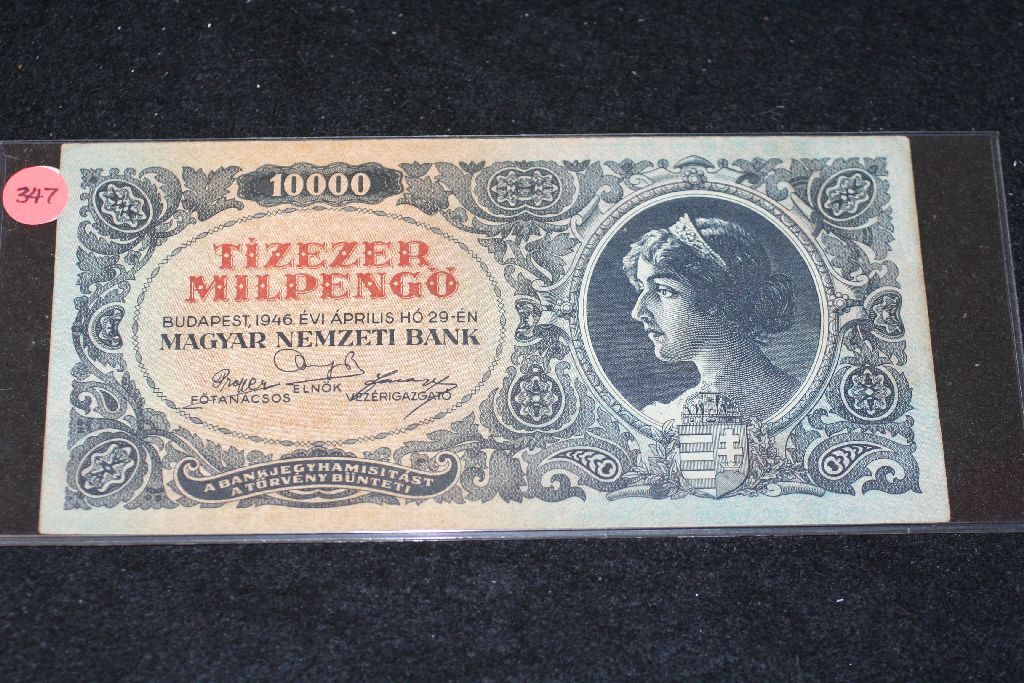 347
10000
TÍZEZER
MILPENGŐ
BUDAPEST, 1946. ÉVI ÁPRILIS HÓ 29-ÉN
MAGYAR NEMZETI BANK
ELNÖK
FŐTANÁCSOS VEZÉRIGAZGATÓ
A BANKJEGYHAMISITÁST
A TÖRVÉNY BÜNTETI